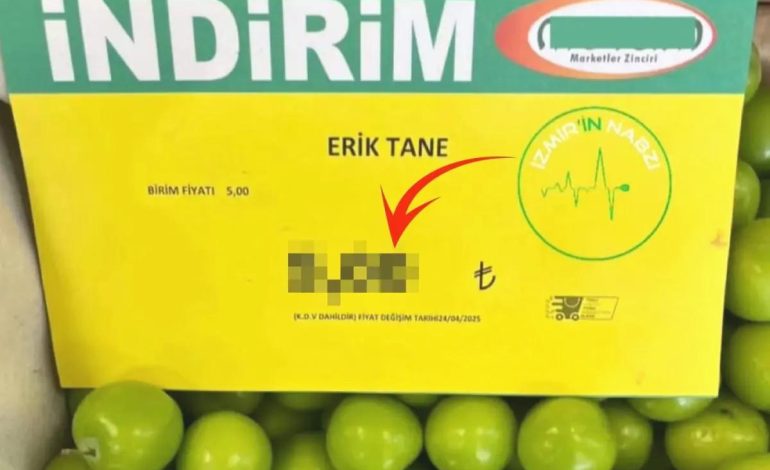 İNDİRİM
Marketler Zinciri
ERİK TANE
İZMİR'İN NABZI
BİRİM FİYATI 5,00
₺
(K.D.V DAHİLDİR) FİYAT DEĞİŞİM TARİHİ24/04/2025